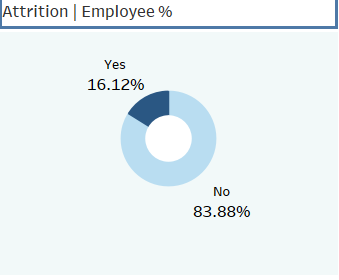 Attrition | Employee %
Yes
16.12%
No
83.88%